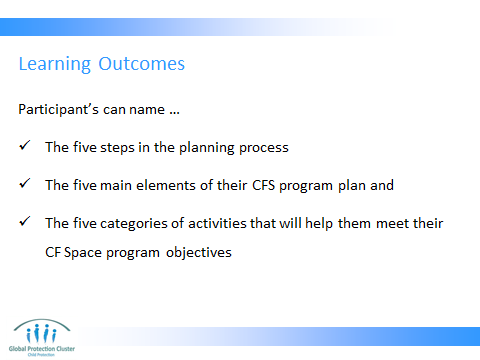 Learning Outcomes
Participant’s can name …
✓ The five steps in the planning process
✓ The five main elements of their CFS program plan and
✓ The five categories of activities that will help them meet their
CF Space program objectives
Global Protection Cluster
Child Protection